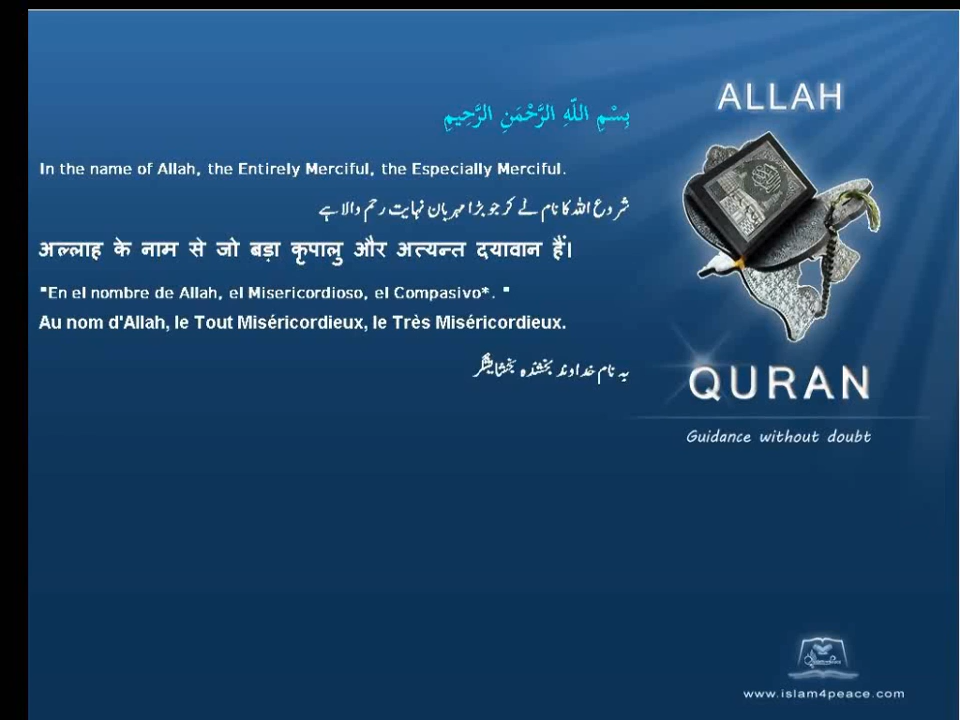 بِسْمِ اللَّهِ الرَّحْمَنِ الرَّحِيمِ
In the name of Allah, the Entirely Merciful, the Especially Merciful.
شروع اللہ کا نام لے کر جو بڑا مہربان نہایت رحم والا ہے
अल्लाह के नाम से जो बड़ा कृपालु और अत्यन्त दयावान हैं।
"En el nombre de Allah, el Misericordioso, el Compasivo*. "
Au nom d'Allah, le Tout Miséricordieux, le Très Miséricordieux.
به نام خداوند بخشنده بخشایشگر
ALLAH
QURAN
Guidance without doubt
www.islam4peace.com